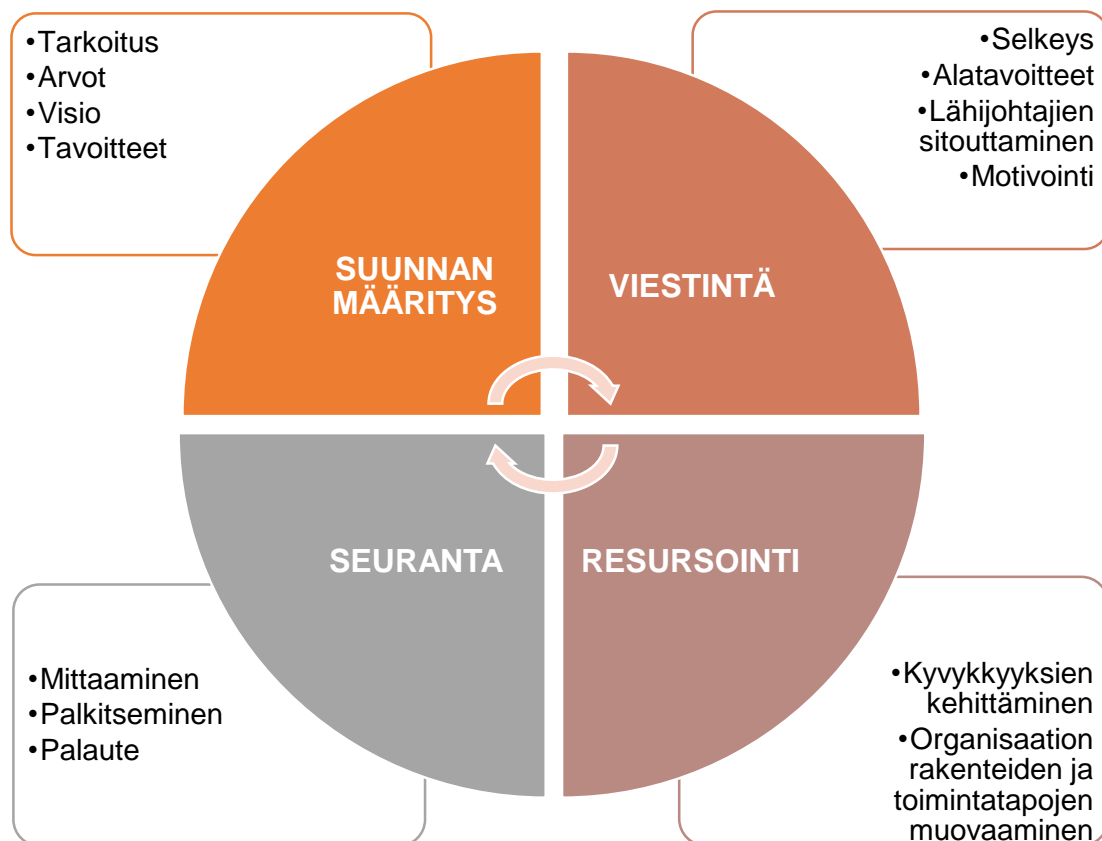 •Tarkoitus
•Arvot
•Visio
•Tavoitteet
•Selkeys
•Alatavoitteet
•Lähijohtajien
sitouttaminen
•Motivointi
SUUNNAN
MÄÄRITYS
VIESTINTÄ
SEURANTA
RESURSOINTI
•Mittaaminen
•Palkitseminen
•Palaute
•Kyvykkyyksien
kehittäminen
•Organisaation
rakenteiden ja
toimintatapojen
muovaaminen